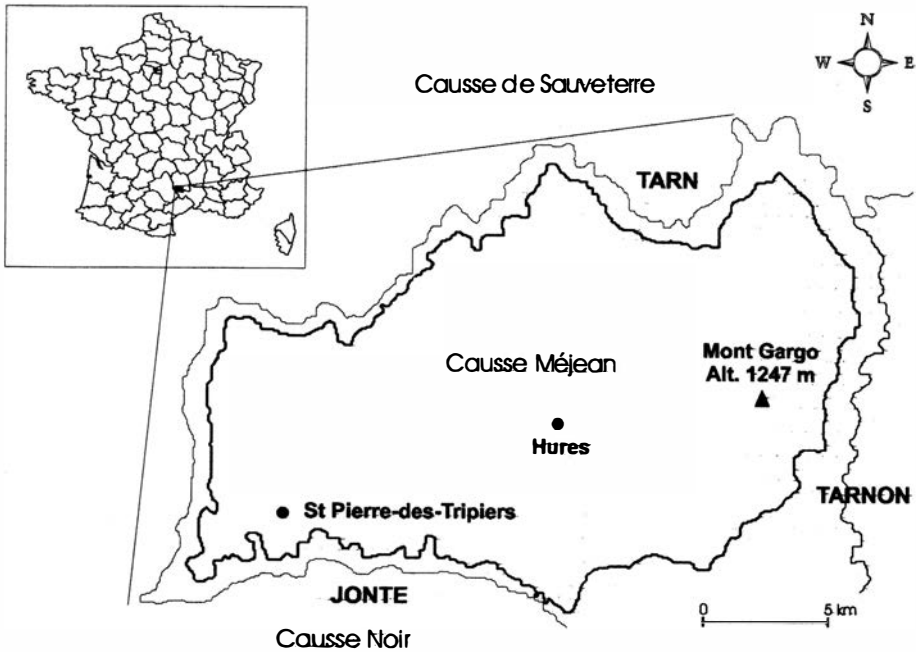 N
W E
S
Causse de Sauveterre
TARN
Mont Gargo
Alt. 1247 m
Causse Méjean
Hures
TARNON
St Pierre-des-Tripiers
JONTE
0 5 km
Causse Noir